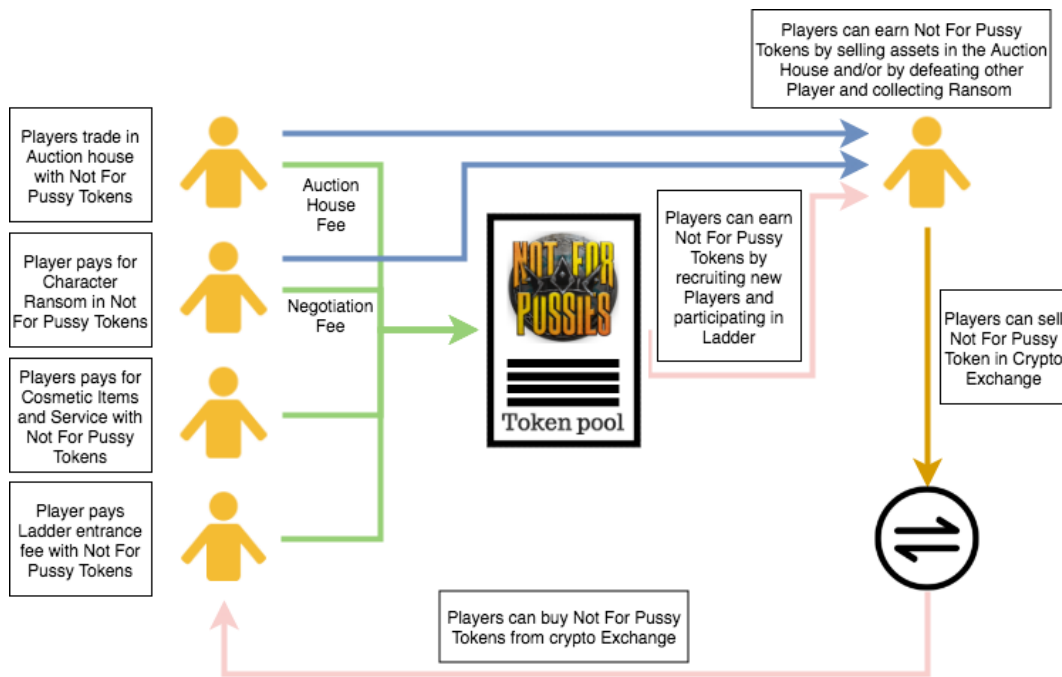 Players can earn Not For Pussy
Tokens by selling assets in the Auction
House and/or by defeating other
Player and collecting Ransom
Players trade in
Auction house
with Not For
Pussy Tokens
Auction
House
Fee
Player pays for
Character
Ransom in Not
For Pussy Tokens
Negotiation
Fee
Players pays for
Cosmetic Items
and Service with
Not For Pussy
Tokens
Player pays
Ladder entrance
fee with Not For
Pussy Tokens
NOT FOR
PUSSIES
Token pool
Players can earn
Not For Pussy
Tokens by
recruiting new
Players and
participating in
Ladder
Players can sell
Not For Pussy
Token in Crypto
Exchange
Players can buy Not For Pussy
Tokens from crypto Exchange